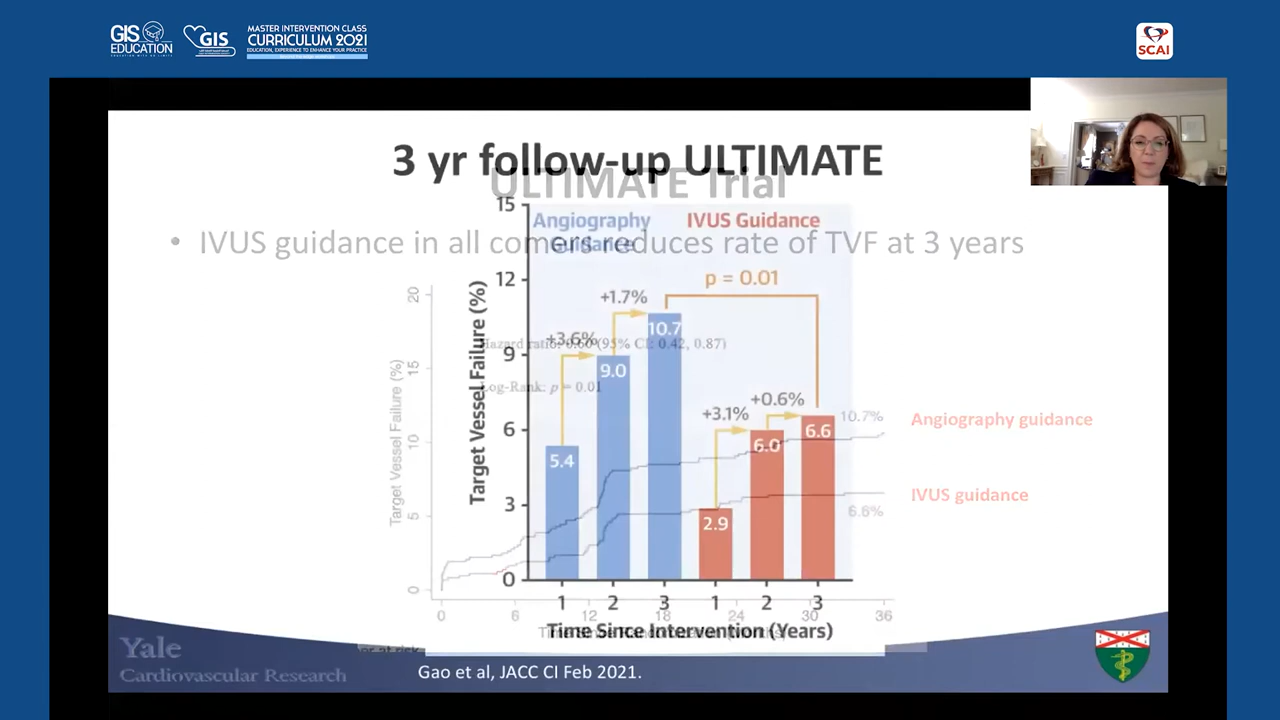 GIS
EDUCATION
GIS
MASTER INTERVENTION CLASS
CURRICULUM 2021
EDUCATION, EXPERIENCE TO ENHANCE YOUR PRACTICE
SCAI
3 yr follow-up ULTIMATE
ULTIMATE Trial
• IVUS guidance in all comers reduces rate of TVF at 3 years
Angiography
Guidance
IVUS Guidance
p = 0.01
+1.7%
+3.6%
Hazard ratio: 0.60 (95% CI: 0.42, 0.87)
Log-Rank: p = 0.01
10.7
9.0
5.4
+0.6%
+3.1%
6.6
6.0
2.9
10.7%
6.6%
Angiography guidance
IVUS guidance
Target Vessel Failure (%)
15
12
9
6
3
0
Target Vessel Failure (%)
20
15
10
5
0
1 2 3 1 2 3
0 6 12 18 24 30 36
Time Since Intervention (Years)
Yale
Cardiovascular Research
Gao et al, JACC CI Feb 2021.